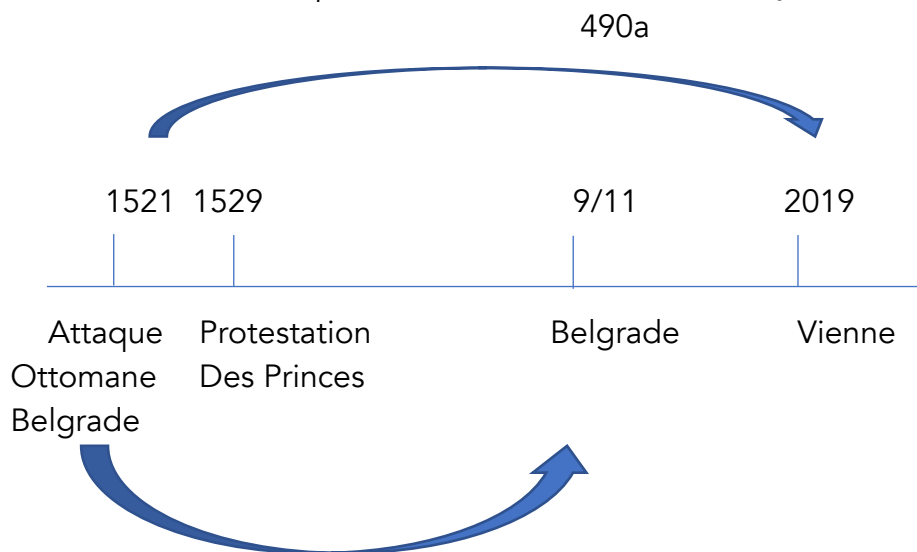 490a
1521 1529 9/11 2019
Attaque Protestation Belgrade Vienne
Ottomane Des Princes
Belgrade